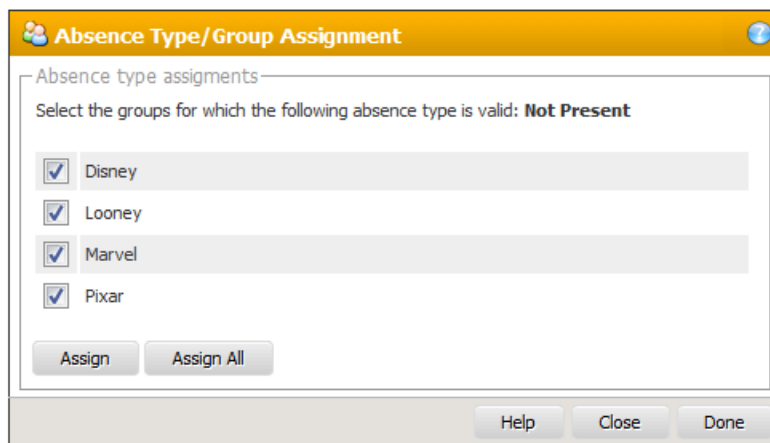 Absence Type/Group Assignment
?
Absence type assigments
Select the groups for which the following absence type is valid: Not Present
Disney
Looney
Marvel
Pixar
Assign Assign All
Help Close Done